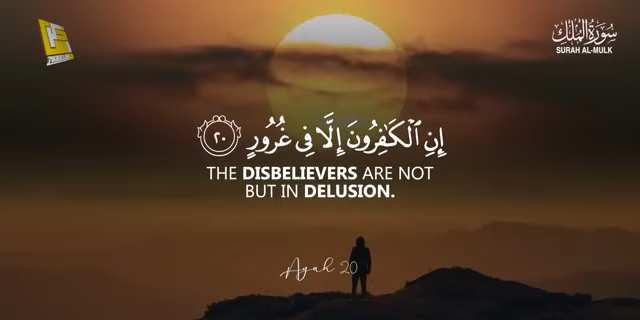 سُورَةُ المُلْكِ
SURAH AL-MULK
إِنِ ٱلْكَٰفِرُونَ إِلَّا فِى غُرُورٍ ٢٠
THE DISBELIEVERS ARE NOT
BUT IN DELUSION.
Ayah 20